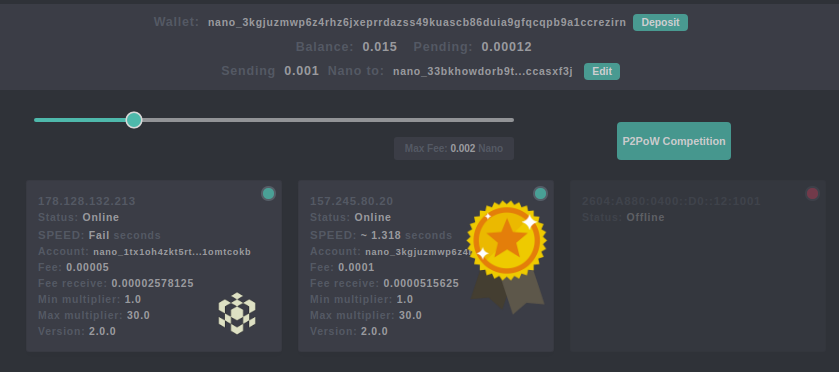 Wallet: nano_3kgjuzmwp6z4rhz6jxeprrdazss49kuascb86duia9gfqcqpb9a1ccrezirn Deposit
Balance: 0.015 Pending: 0.00012
Sending 0.001 Nano to: nano_33bkhowdorb9t...ccasxf3j Edit
Max Fee: 0.002 Nano
P2PoW Competition
178.128.132.213
Status: Online
SPEED: Fail seconds
Account: nano_1tx1oh4zkt5rt...1omtcokb
Fee: 0.00005
Fee receive: 0.00002578125
Min multiplier: 1.0
Max multiplier: 30.0
Version: 2.0.0
157.245.80.20
Status: Online
SPEED: ~ 1.318 seconds
Account: nano_3kgjuzmwp6z4r
Fee: 0.0001
Fee receive: 0.0000515625
Min multiplier: 1.0
Max multiplier: 30.0
Version: 2.0.0
2604:A880:0400::D0::12:1001
Status: Offline